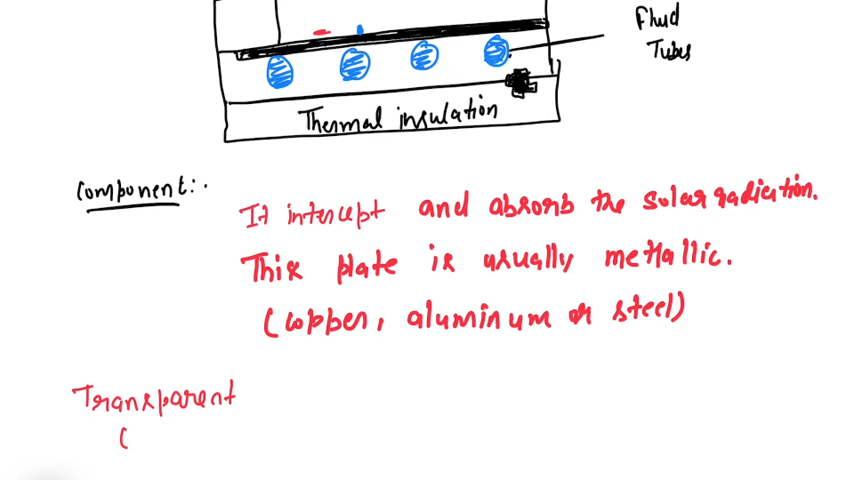 Flud
Tubes
Thermal insulation
Component:.
It intercept and absorb the solar radiation.
This plate is usually metallic.
(copper, aluminum or steel)
Transparent
(